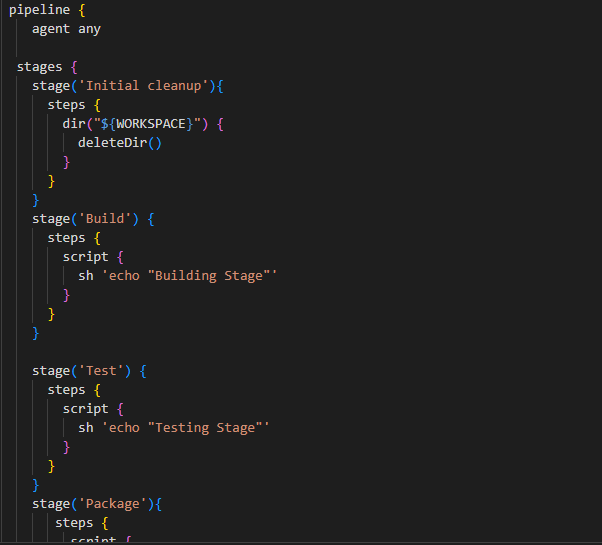 pipeline {
agent any
stages {
stage('Initial cleanup'){
steps {
dir("${WORKSPACE}") {
deleteDir()
}
}
}
stage('Build') {
steps {
script {
sh 'echo "Building Stage"'
}
}
}
stage('Test') {
steps {
script {
sh 'echo "Testing Stage"'
}
}
}
stage('Package'){
steps {
script {